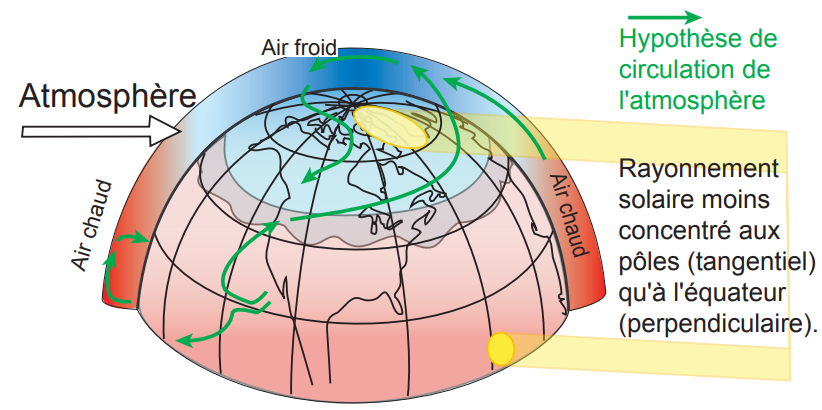 Air froid
Atmosphère
Air chaud
Air chaud
Hypothèse de
circulation de
l'atmosphère
Rayonnement
solaire moins
concentré aux
pôles (tangentiel)
qu'à l'équateur
(perpendiculaire).